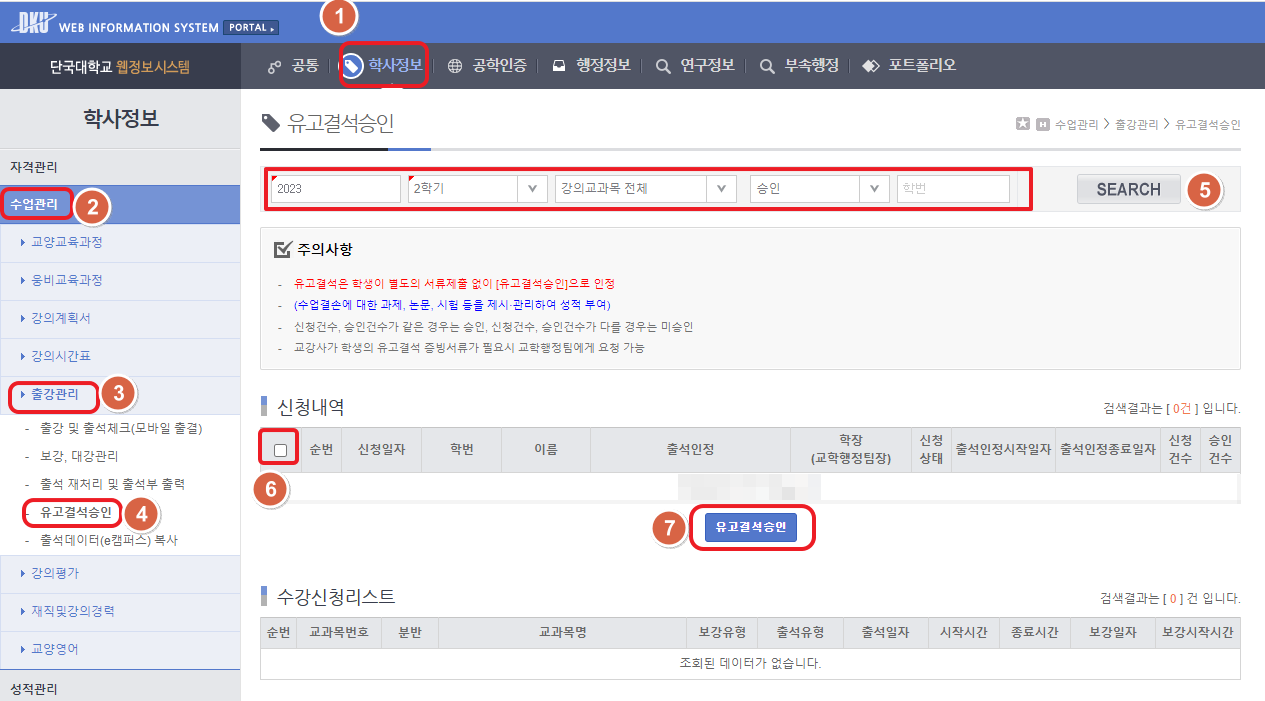 DKU WEB INFORMATION SYSTEM PORTAL
1
단국대학교 웹정보시스템
공통 학사정보 공학인증 행정정보 연구정보 부속행정 포트폴리오
학사정보
자격관리
수업관리
2
교양교육과정
웅비교육과정
강의계획서
강의시간표
출강관리
3
- 출강 및 출석체크(모바일 출결)
- 보강, 대강관리
- 출석 재처리 및 출석부 출력
- 유고결석승인
4
- 출석데이터(e캠퍼스) 복사
강의평가
재직및강의경력
교양영어
성적관리
유고결석승인
H 수업관리 > 출강관리 > 유고결석승인
2023 2학기 강의교과목 전체 승인 학번 SEARCH
5
주의사항
- 유고결석은 학생이 별도의 서류제출 없이 [유고결석승인]으로 인정
- (수업결손에 대한 과제, 논문, 시험 등을 제시·관리하여 성적 부여)
- 신청건수, 승인건수가 같은 경우는 승인, 신청건수, 승인건수가 다를 경우는 미승인
- 교강사가 학생의 유고결석 증빙서류가 필요시 교학행정팀에게 요청 가능
신청내역
검색결과는 [ 0건 ] 입니다.
순번 신청일자 학번 이름 출석인정 학장 (교학행정팀장) 신청 상태 출석인정시작일자 출석인정종료일자 신청 건수 승인 건수
6
7
유고결석승인
수강신청리스트
검색결과는 [ 0 ] 건 입니다.
순번 교과목번호 분반 교과목명 보강유형 출석유형 출석일자 시작시간 종료시간 보강일자 보강시작시간
조회된 데이터가 없습니다.